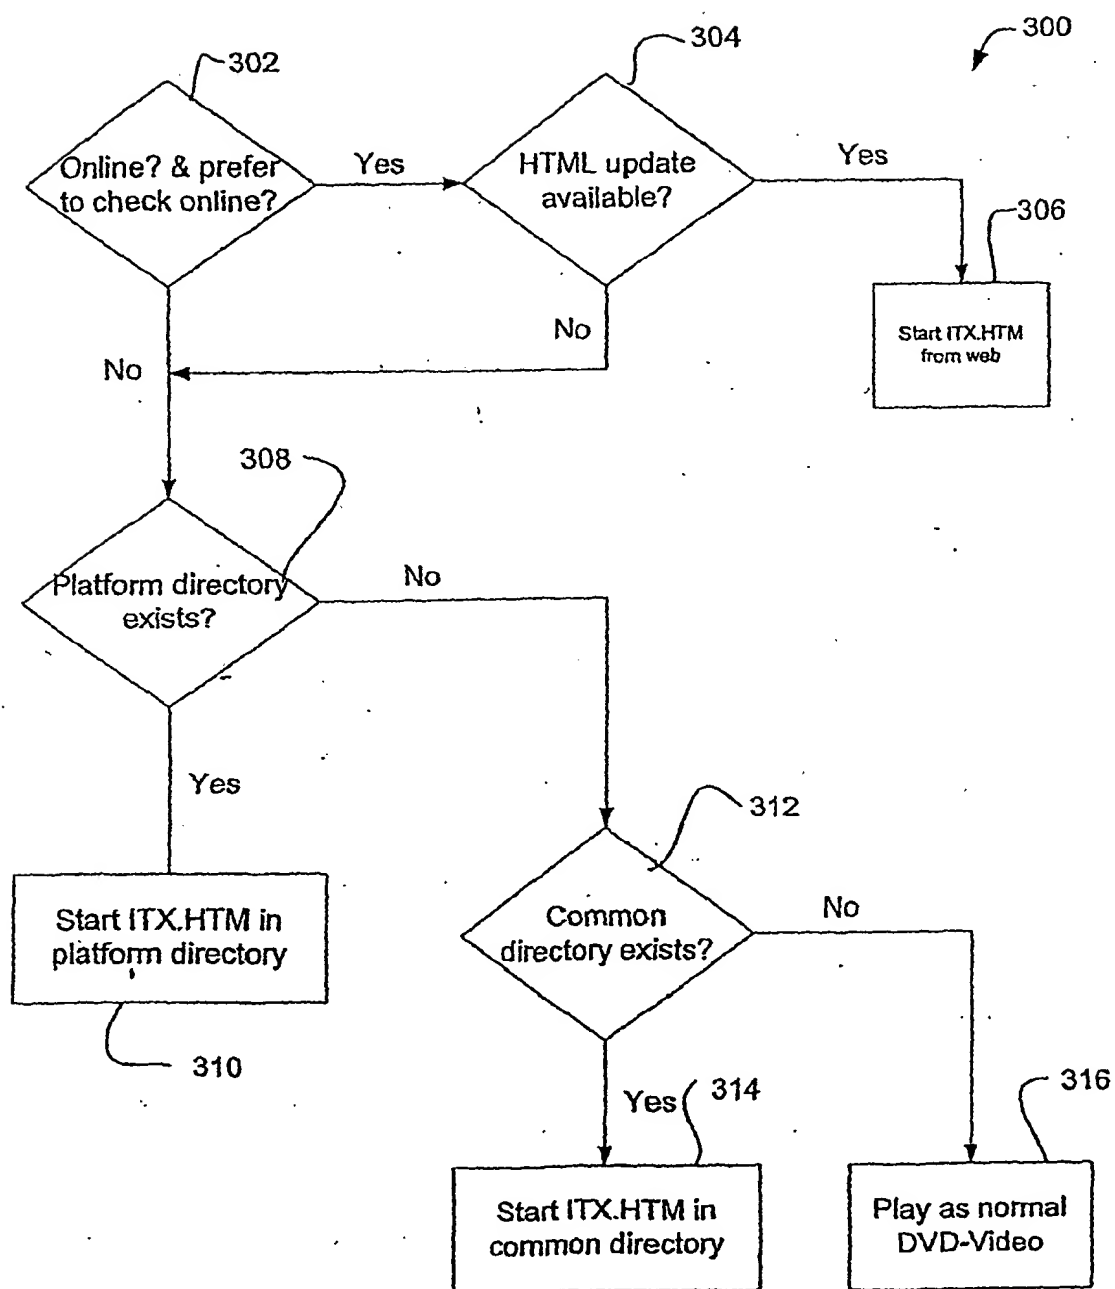 300
302
304
Online? & prefer
to check online?
Yes
HTML update
available?
Yes
306
Start ITX.HTM
from web
No
No
308
Platform directory
exists?
No
Yes
312
Start ITX.HTM in
platform directory
310
Common
directory exists?
No
Yes
314
316
Start ITX.HTM in
common directory
Play as normal
DVD-Video